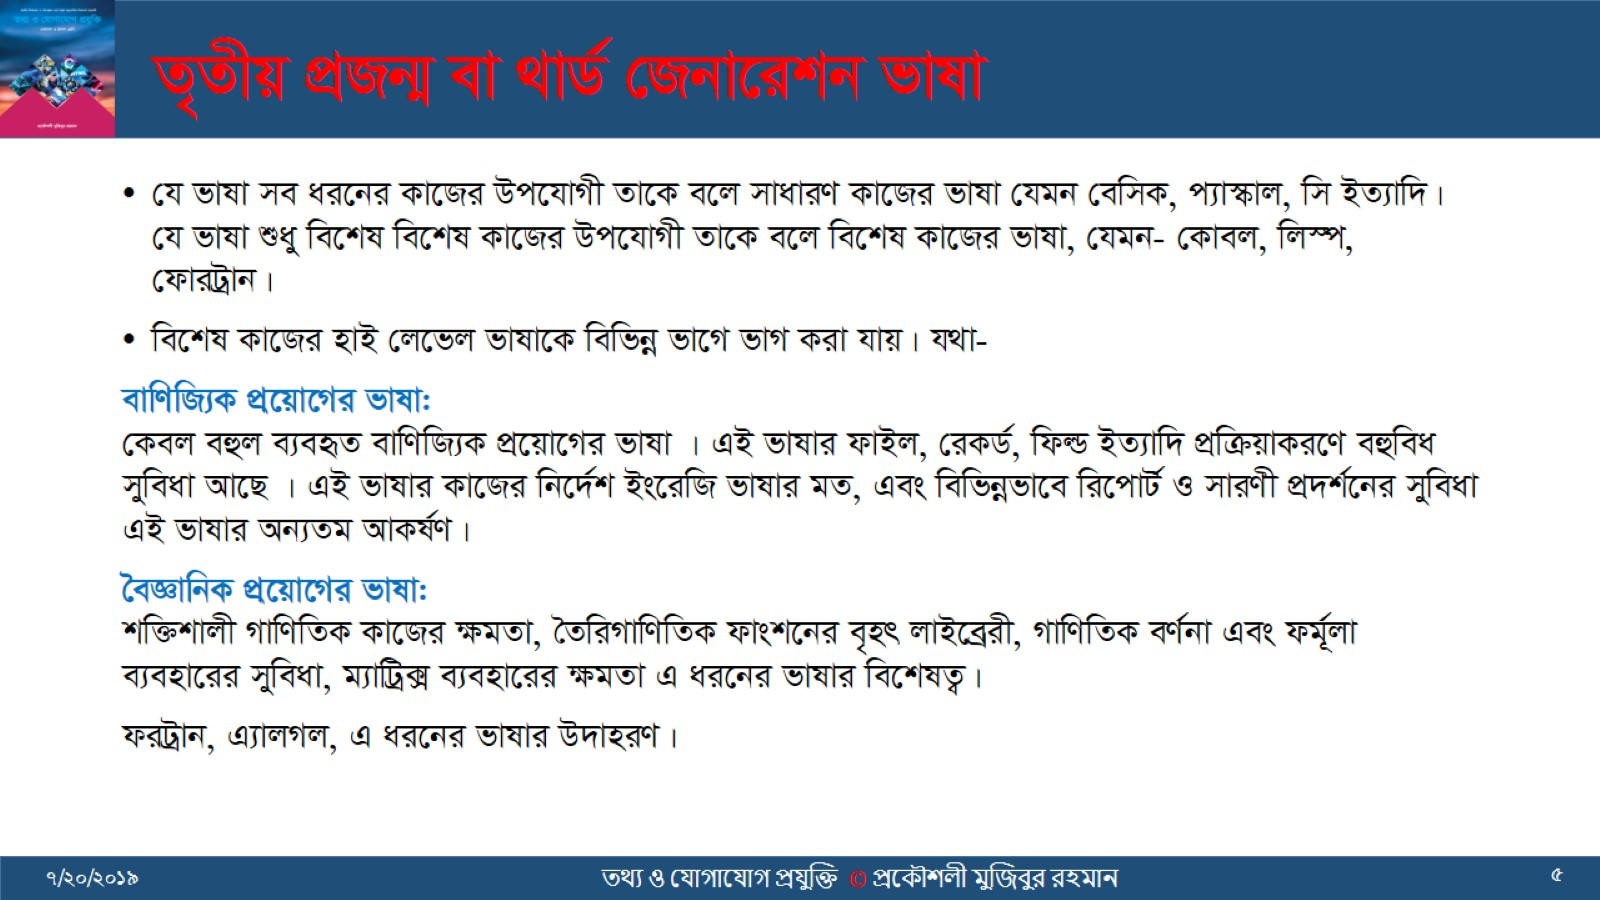 তথ্য ও যোগাযোগ প্রযুক্তি
তৃতীয় প্রজন্ম বা থার্ড জেনারেশন ভাষা
• যে ভাষা সব ধরনের কাজের উপযোগী তাকে বলে সাধারণ কাজের ভাষা যেমন বেসিক, প্যাস্কাল, সি ইত্যাদি।
যে ভাষা শুধু বিশেষ বিশেষ কাজের উপযোগী তাকে বলে বিশেষ কাজের ভাষা, যেমন- কোবল, লিস্প,
ফোরট্রান।
• বিশেষ কাজের হাই লেভেল ভাষাকে বিভিন্ন ভাগে ভাগ করা যায়। যথা-
বাণিজ্যিক প্রয়োগের ভাষা:
কেবল বহুল ব্যবহৃত বাণিজ্যিক প্রয়োগের ভাষা । এই ভাষার ফাইল, রেকর্ড, ফিল্ড ইত্যাদি প্রক্রিয়াকরণে বহুবিধ
সুবিধা আছে । এই ভাষার কাজের নির্দেশ ইংরেজি ভাষার মত, এবং বিভিন্নভাবে রিপোর্ট ও সারণী প্রদর্শনের সুবিধা
এই ভাষার অন্যতম আকর্ষণ।
বৈজ্ঞানিক প্রয়োগের ভাষা:
শক্তিশালী গাণিতিক কাজের ক্ষমতা, তৈরিগাণিতিক ফাংশনের বৃহৎ লাইব্রেরী, গাণিতিক বর্ণনা এবং ফর্মূলা
ব্যবহারের সুবিধা, ম্যাট্রিক্স ব্যবহারের ক্ষমতা এ ধরনের ভাষার বিশেষত্ব।
ফরট্রান, এ্যালগল, এ ধরনের ভাষার উদাহরণ।
৭/২০/২০১৯
তথ্য ও যোগাযোগ প্রযুক্তি © প্রকৌশলী মুজিবুর রহমান
৫